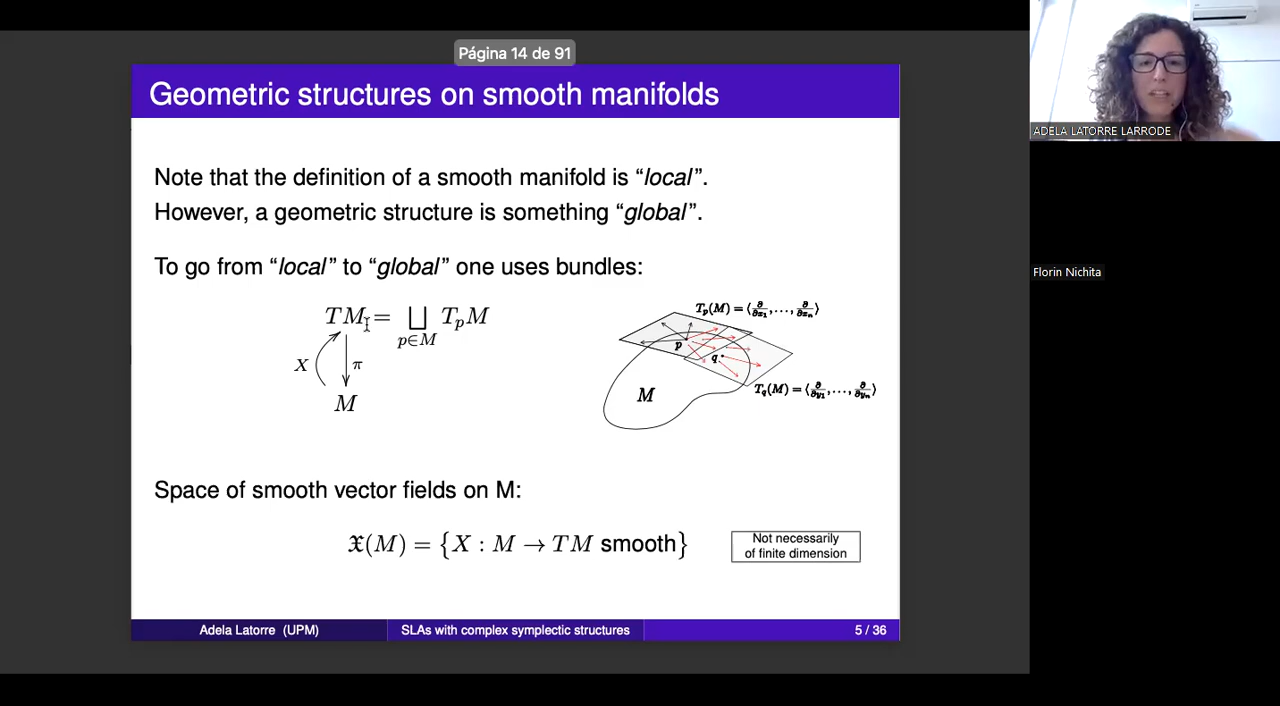 Página 14 de 91
Geometric structures on smooth manifolds
Note that the definition of a smooth manifold is “local”.
However, a geometric structure is something “global”.
To go from “local” to “global” one uses bundles:
TM = ⨆ TₚM
p∈M
X
π
M
Tₚ(M) = ⟨∂/∂x₁, . . . , ∂/∂xₙ⟩
p
q
M
T_q(M) = ⟨∂/∂y₁, . . . , ∂/∂yₙ⟩
Space of smooth vector fields on M:
𝔛(M) = {X : M → TM smooth}
Not necessarily
of finite dimension
Adela Latorre (UPM)
SLAs with complex symplectic structures
5 / 36
ADELA LATORRE LARRODE
Florin Nichita